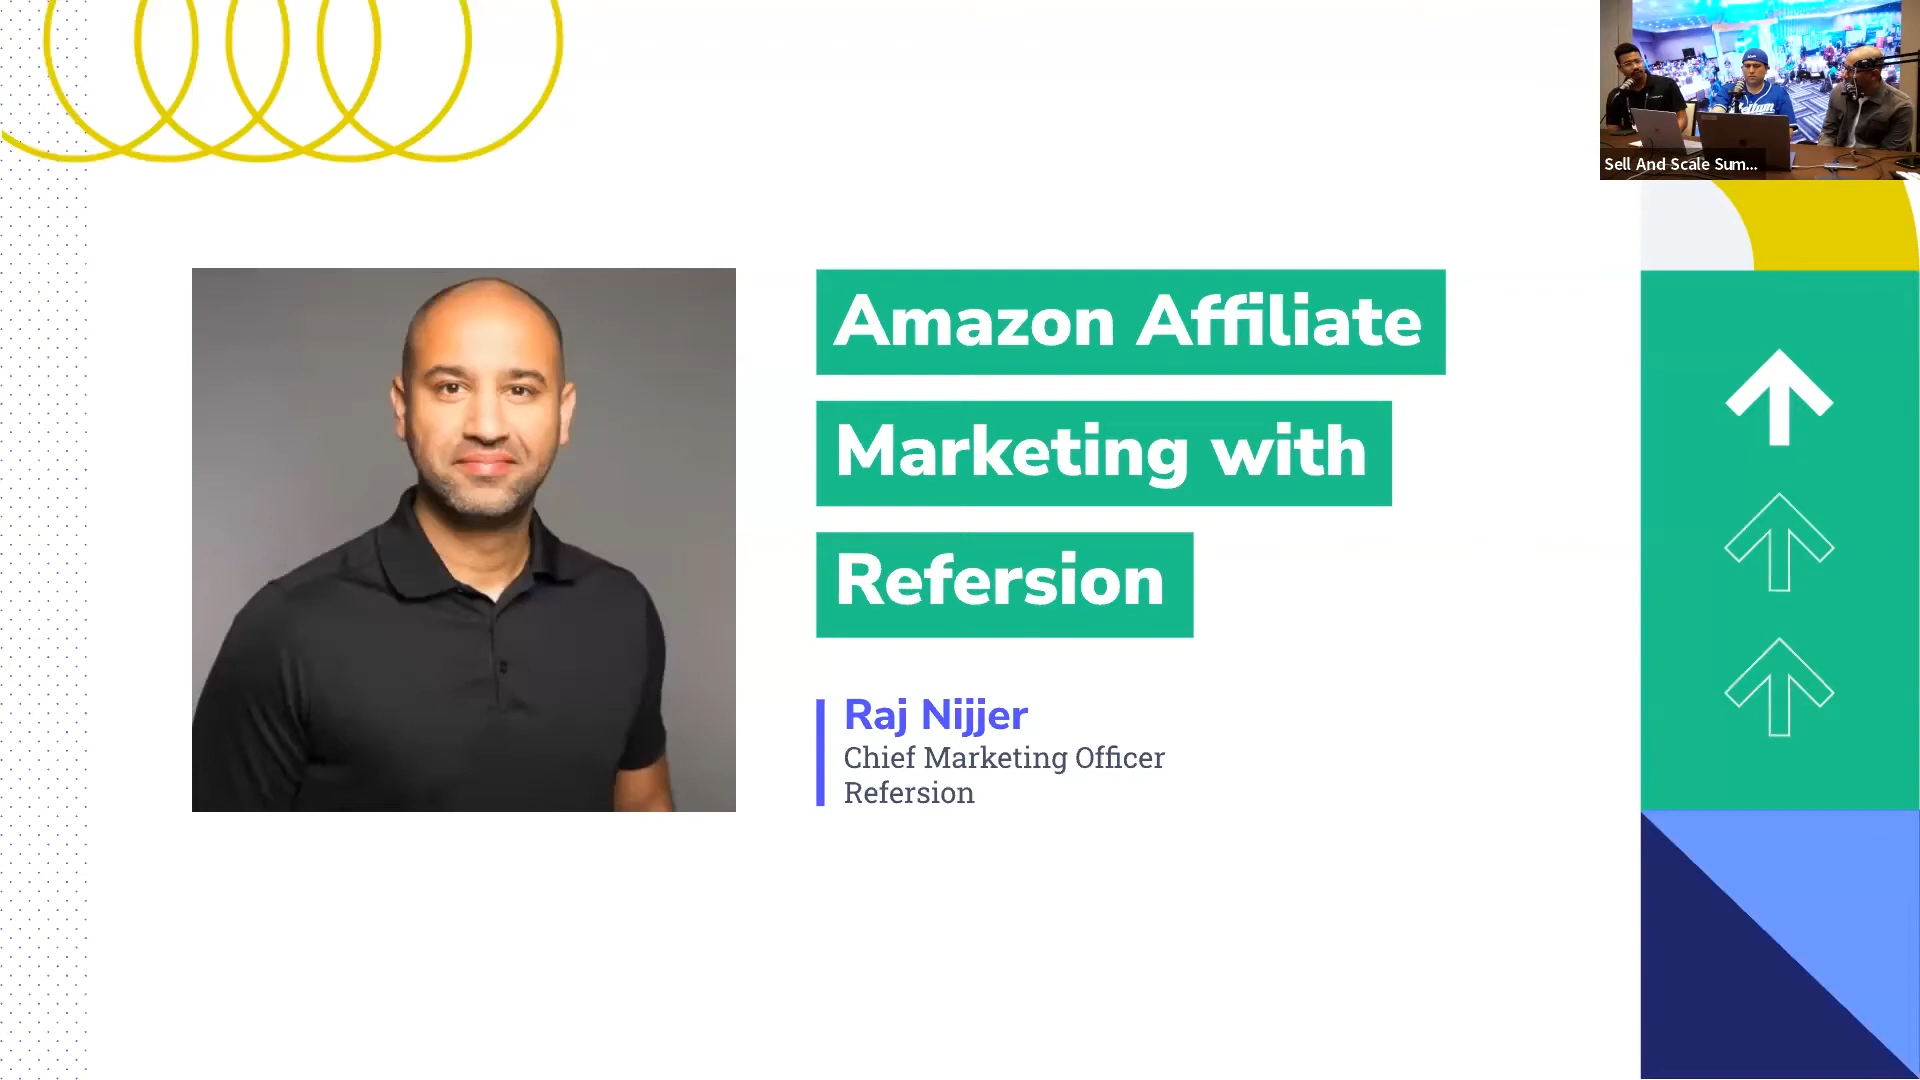 Sell And Scale Sum...
Amazon Affiliate
Marketing with
Refersion
Raj Nijjer
Chief Marketing Officer
Refersion